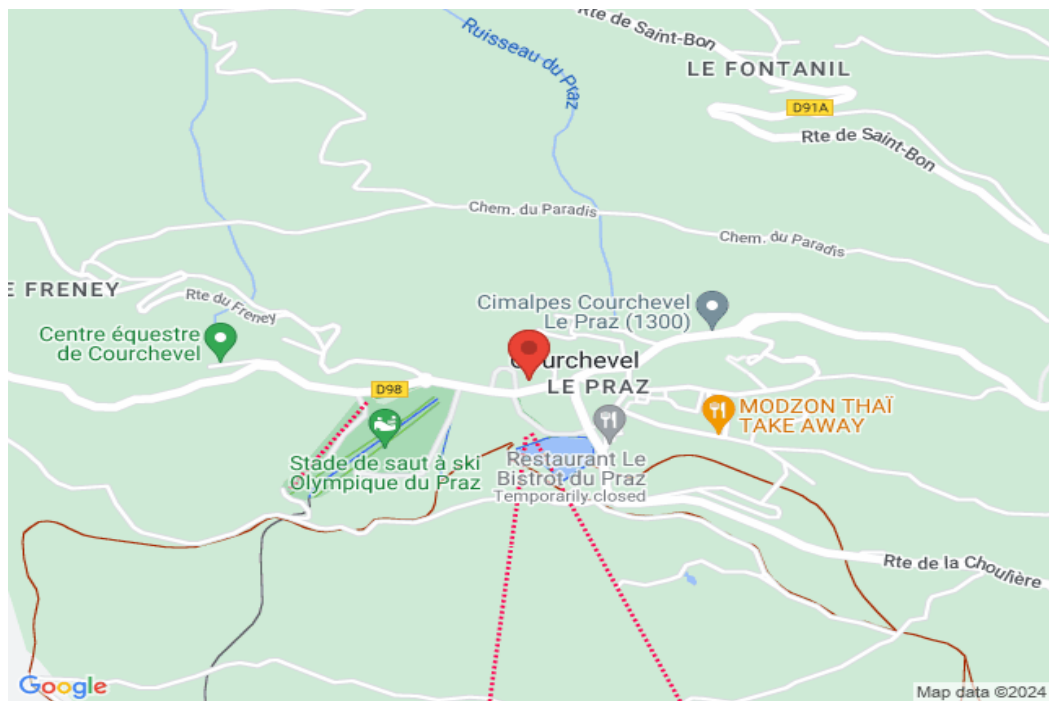 Rte de Saint-Bon
Ruisseau du Praz
LE FONTANIL
D91A
Rte de Saint-Bon
Chem. du Paradis
Chem. du Paradis
E FRENEY
Rte du Freney
Cimalpes Courchevel
Le Praz (1300)
Centre équestre
de Courchevel
Courchevel
LE PRAZ
D98
MODZON THAÏ
TAKE AWAY
Stade de saut à ski
Olympique du Praz
Restaurant Le
Bistrot du Praz
Temporarily closed
Rte de la Choulière
Google
Map data ©2024